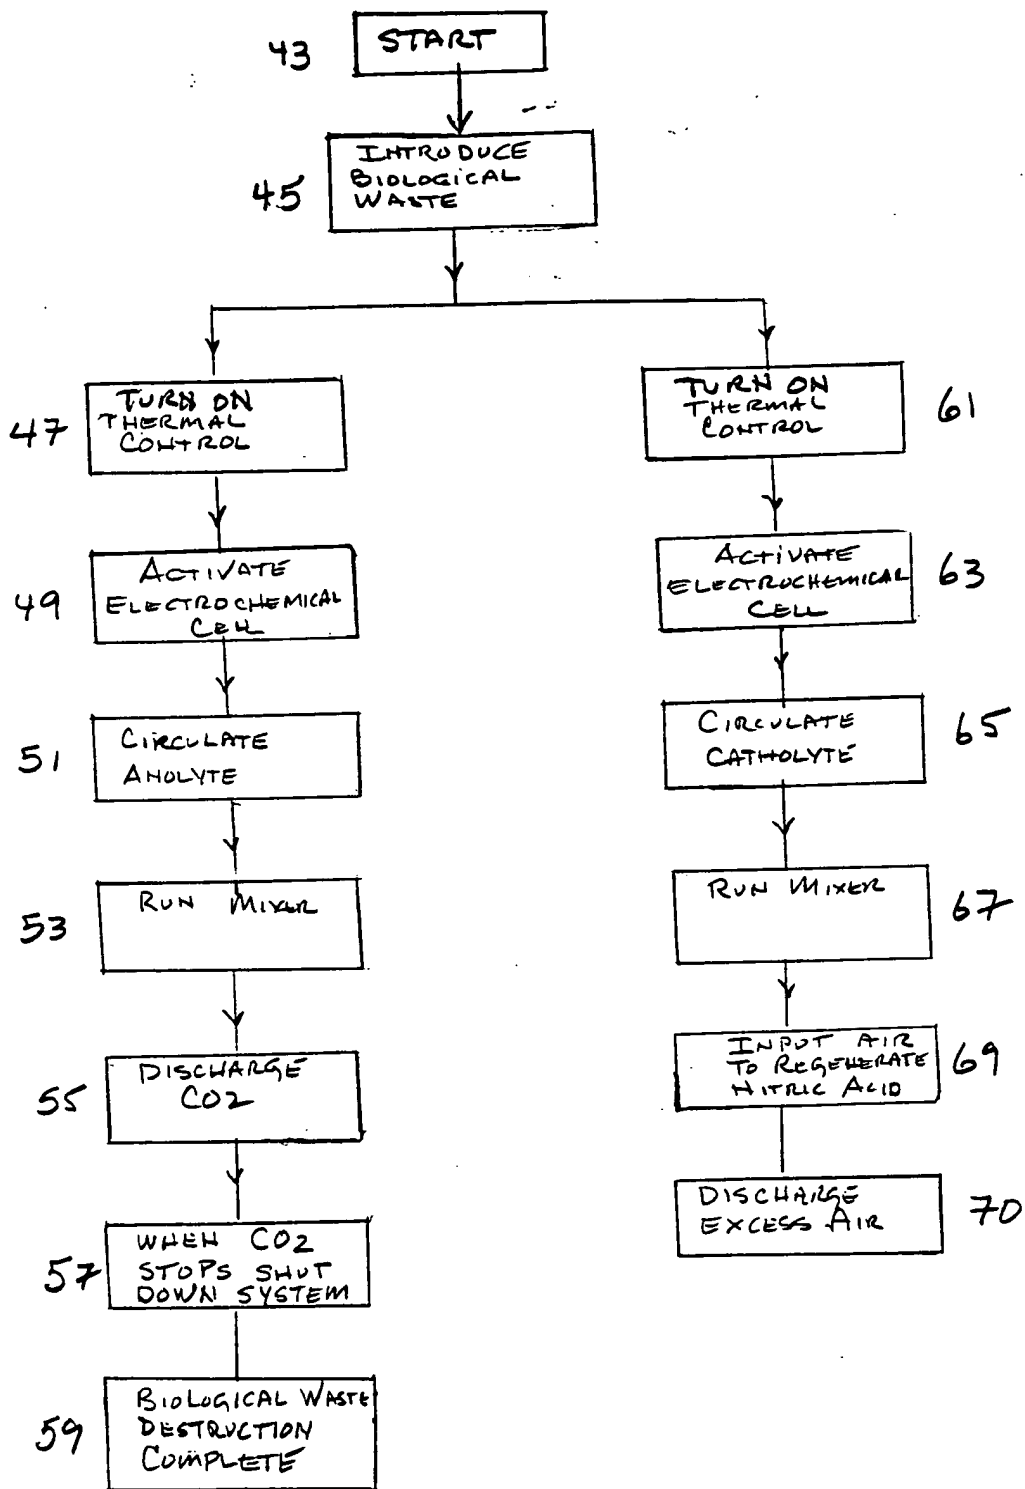 43
START
45
INTRODUCE
BIOLOGICAL
WASTE
47
TURN ON
THERMAL
CONTROL
49
ACTIVATE
ELECTROCHEMICAL
CELL
51
CIRCULATE
ANOLYTE
53
RUN MIXER
55
DISCHARGE
CO2
57
WHEN CO2
STOPS SHUT
DOWN SYSTEM
59
BIOLOGICAL WASTE
DESTRUCTION
COMPLETE
TURN ON
THERMAL
CONTROL
61
ACTIVATE
ELECTROCHEMICAL
CELL
63
CIRCULATE
CATHOLYTE
65
RUN MIXER
67
INPUT AIR
TO REGENERATE
NITRIC ACID
69
DISCHARGE
EXCESS AIR
70